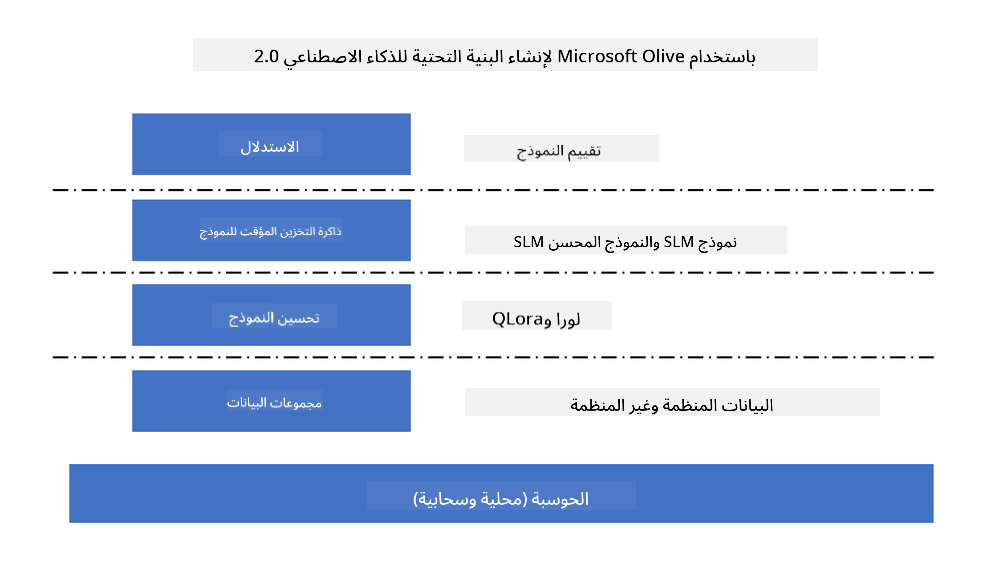 باستخدام Microsoft Olive لإنشاء البنية التحتية للذكاء الاصطناعي 2.0
الاستدلال
تقييم النموذج
ذاكرة التخزين المؤقت للنموذج
نموذج SLM والنموذج المحسن SLM
تحسين النموذج
لورا وQLora
مجموعات البيانات
البيانات المنظمة وغير المنظمة
الحوسبة (محلية وسحابية)